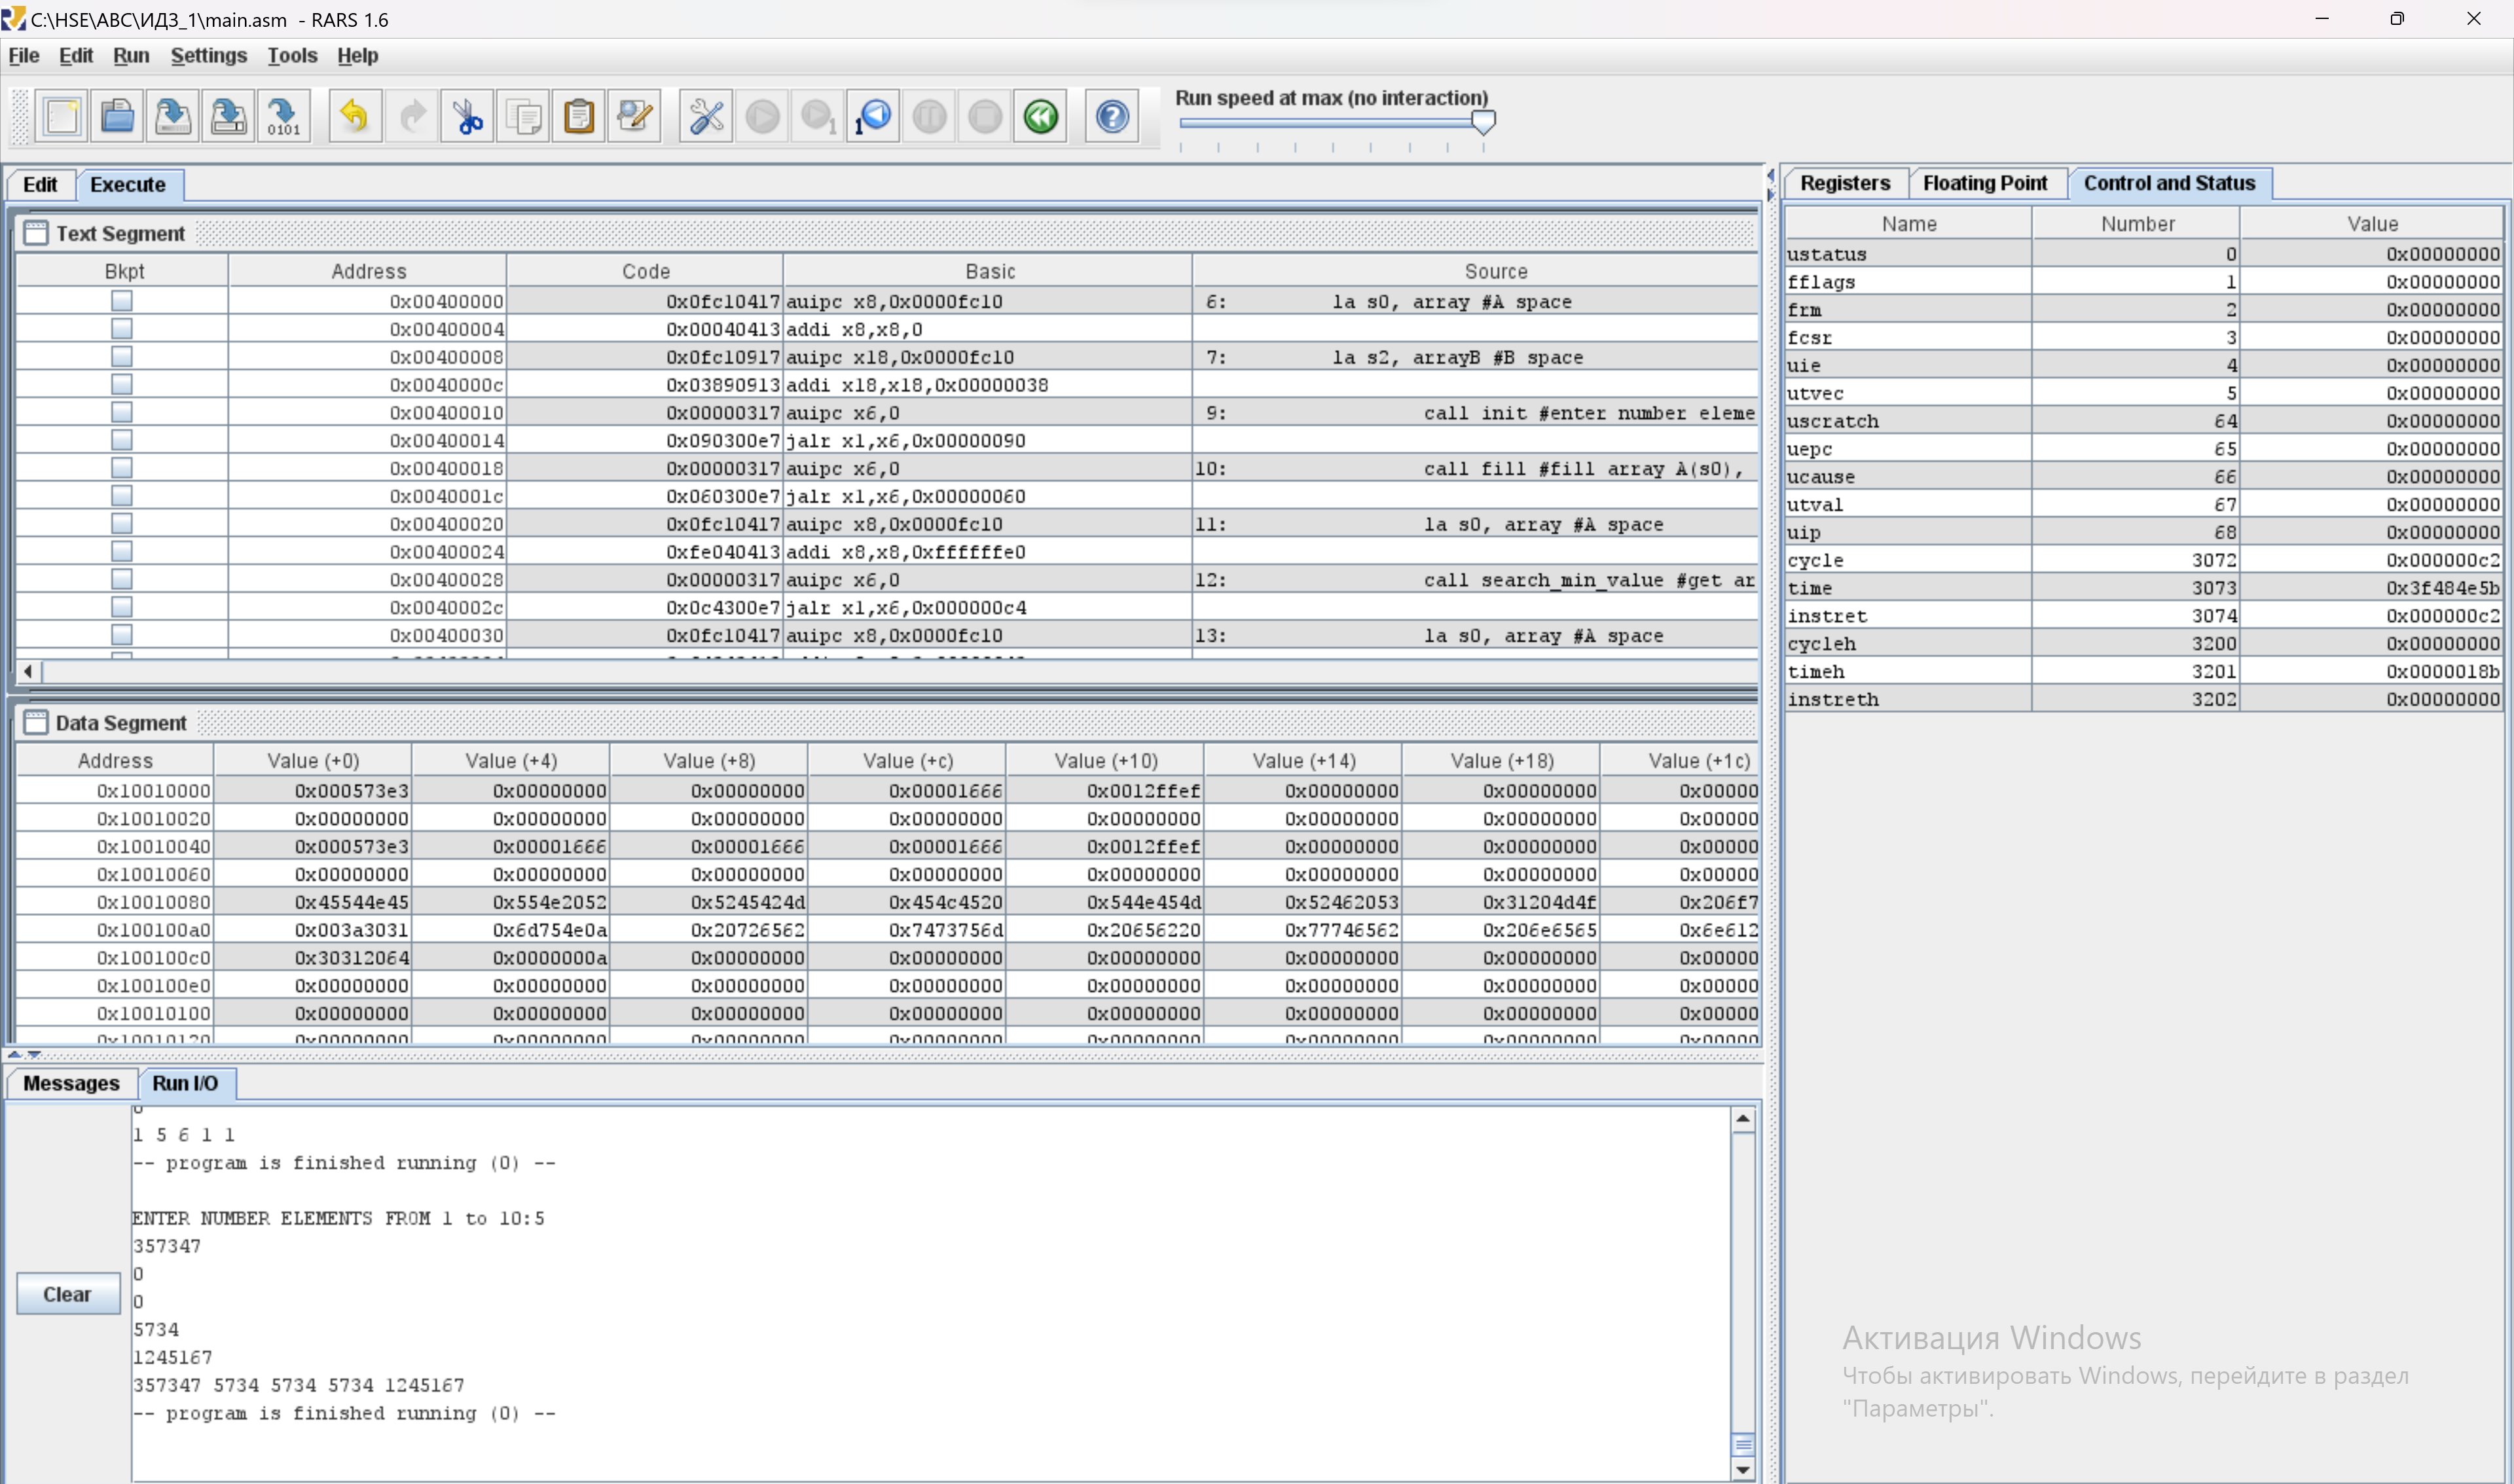 C:\HSE\ABC\ИДЗ_1\main.asm - RARS 1.6
File Edit Run Settings Tools Help
Run speed at max (no interaction)
Edit Execute
Text Segment
Bkpt Address Code Basic Source
0x00400000 0x0fc10417 auipc x8,0x0000fc10 6: la s0, array #A space
0x00400004 0x00040413 addi x8,x8,0
0x00400008 0x0fc10917 auipc x18,0x0000fc10 7: la s2, arrayB #B space
0x0040000c 0x03890913 addi x18,x18,0x00000038
0x00400010 0x00000317 auipc x6,0 9: call init #enter number eleme
0x00400014 0x090300e7 jalr x1,x6,0x00000090
0x00400018 0x00000317 auipc x6,0 10: call fill #fill array A(s0),
0x0040001c 0x060300e7 jalr x1,x6,0x00000060
0x00400020 0x0fc10417 auipc x8,0x0000fc10 11: la s0, array #A space
0x00400024 0xfe040413 addi x8,x8,0xffffffe0
0x00400028 0x00000317 auipc x6,0 12: call search_min_value #get ar
0x0040002c 0x0c4300e7 jalr x1,x6,0x000000c4
0x00400030 0x0fc10417 auipc x8,0x0000fc10 13: la s0, array #A space
Data Segment
Address Value (+0) Value (+4) Value (+8) Value (+c) Value (+10) Value (+14) Value (+18) Value (+1c)
0x10010000 0x000573e3 0x00000000 0x00000000 0x00001666 0x0012ffef 0x00000000 0x00000000 0x00000
0x10010020 0x00000000 0x00000000 0x00000000 0x00000000 0x00000000 0x00000000 0x00000000 0x00000
0x10010040 0x000573e3 0x00001666 0x00001666 0x00001666 0x0012ffef 0x00000000 0x00000000 0x00000
0x10010060 0x00000000 0x00000000 0x00000000 0x00000000 0x00000000 0x00000000 0x00000000 0x00000
0x10010080 0x45544e45 0x554e2052 0x5245424d 0x454c4520 0x544e454d 0x52462053 0x31204d4f 0x206f7
0x100100a0 0x003a3031 0x6d754e0a 0x20726562 0x7473756d 0x20656220 0x77746562 0x206e6565 0x6e612
0x100100c0 0x30312064 0x0000000a 0x00000000 0x00000000 0x00000000 0x00000000 0x00000000 0x00000
0x100100e0 0x00000000 0x00000000 0x00000000 0x00000000 0x00000000 0x00000000 0x00000000 0x00000
0x10010100 0x00000000 0x00000000 0x00000000 0x00000000 0x00000000 0x00000000 0x00000000 0x00000
0x10010120 0x00000000 0x00000000 0x00000000 0x00000000 0x00000000 0x00000000 0x00000000 0x00000
Messages Run I/O
Clear
0
1 5 6 1 1
-- program is finished running (0) --
ENTER NUMBER ELEMENTS FROM 1 to 10:5
357347
0
0
5734
1245167
357347 5734 5734 5734 1245167
-- program is finished running (0) --
Registers Floating Point Control and Status
Name Number Value
ustatus 0 0x00000000
fflags 1 0x00000000
frm 2 0x00000000
fcsr 3 0x00000000
uie 4 0x00000000
utvec 5 0x00000000
uscratch 64 0x00000000
uepc 65 0x00000000
ucause 66 0x00000000
utval 67 0x00000000
uip 68 0x00000000
cycle 3072 0x000000c2
time 3073 0x3f484e5b
instret 3074 0x000000c2
cycleh 3200 0x00000000
timeh 3201 0x0000018b
instreth 3202 0x00000000
Активация Windows
Чтобы активировать Windows, перейдите в раздел
"Параметры".